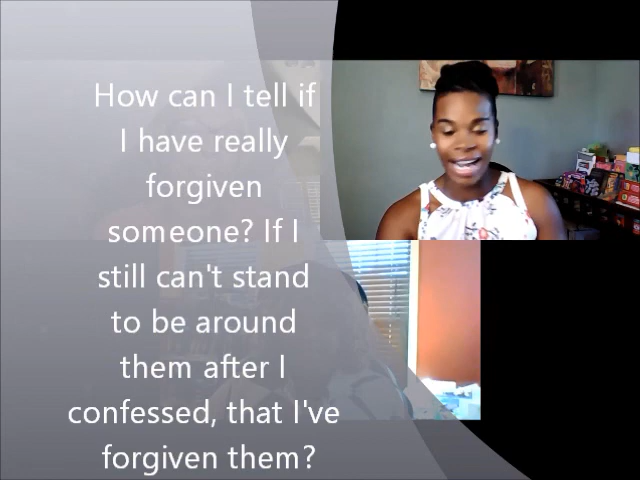 How can I tell if
I have really
forgiven
someone? If I
still can't stand
to be around
them after I
confessed, that I've
forgiven them?